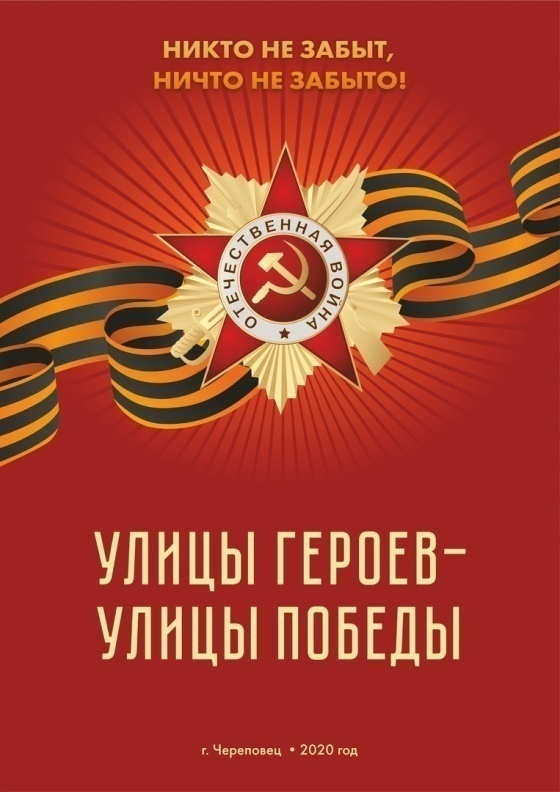 НИКТО НЕ ЗАБЫТ,
НИЧТО НЕ ЗАБЫТО!
ОТЕЧЕСТВЕННАЯ ВОЙНА
УЛИЦЫ ГЕРОЕВ–
УЛИЦЫ ПОБЕДЫ
г. Череповец • 2020 год